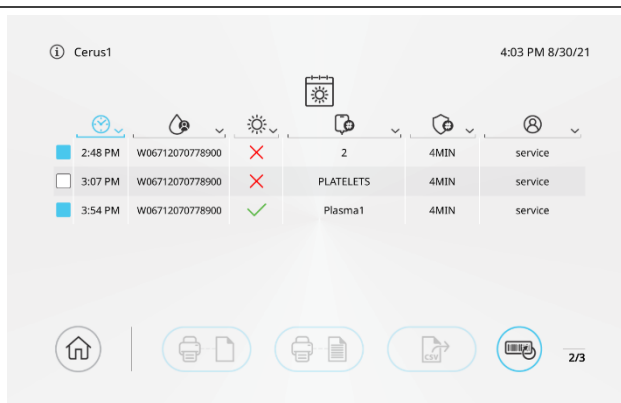 Cerus1 4:03 PM 8/30/21
2:48 PM W06712070778900 2 4MIN service
3:07 PM W06712070778900 PLATELETS 4MIN service
3:54 PM W06712070778900 Plasma1 4MIN service
CSV 2/3